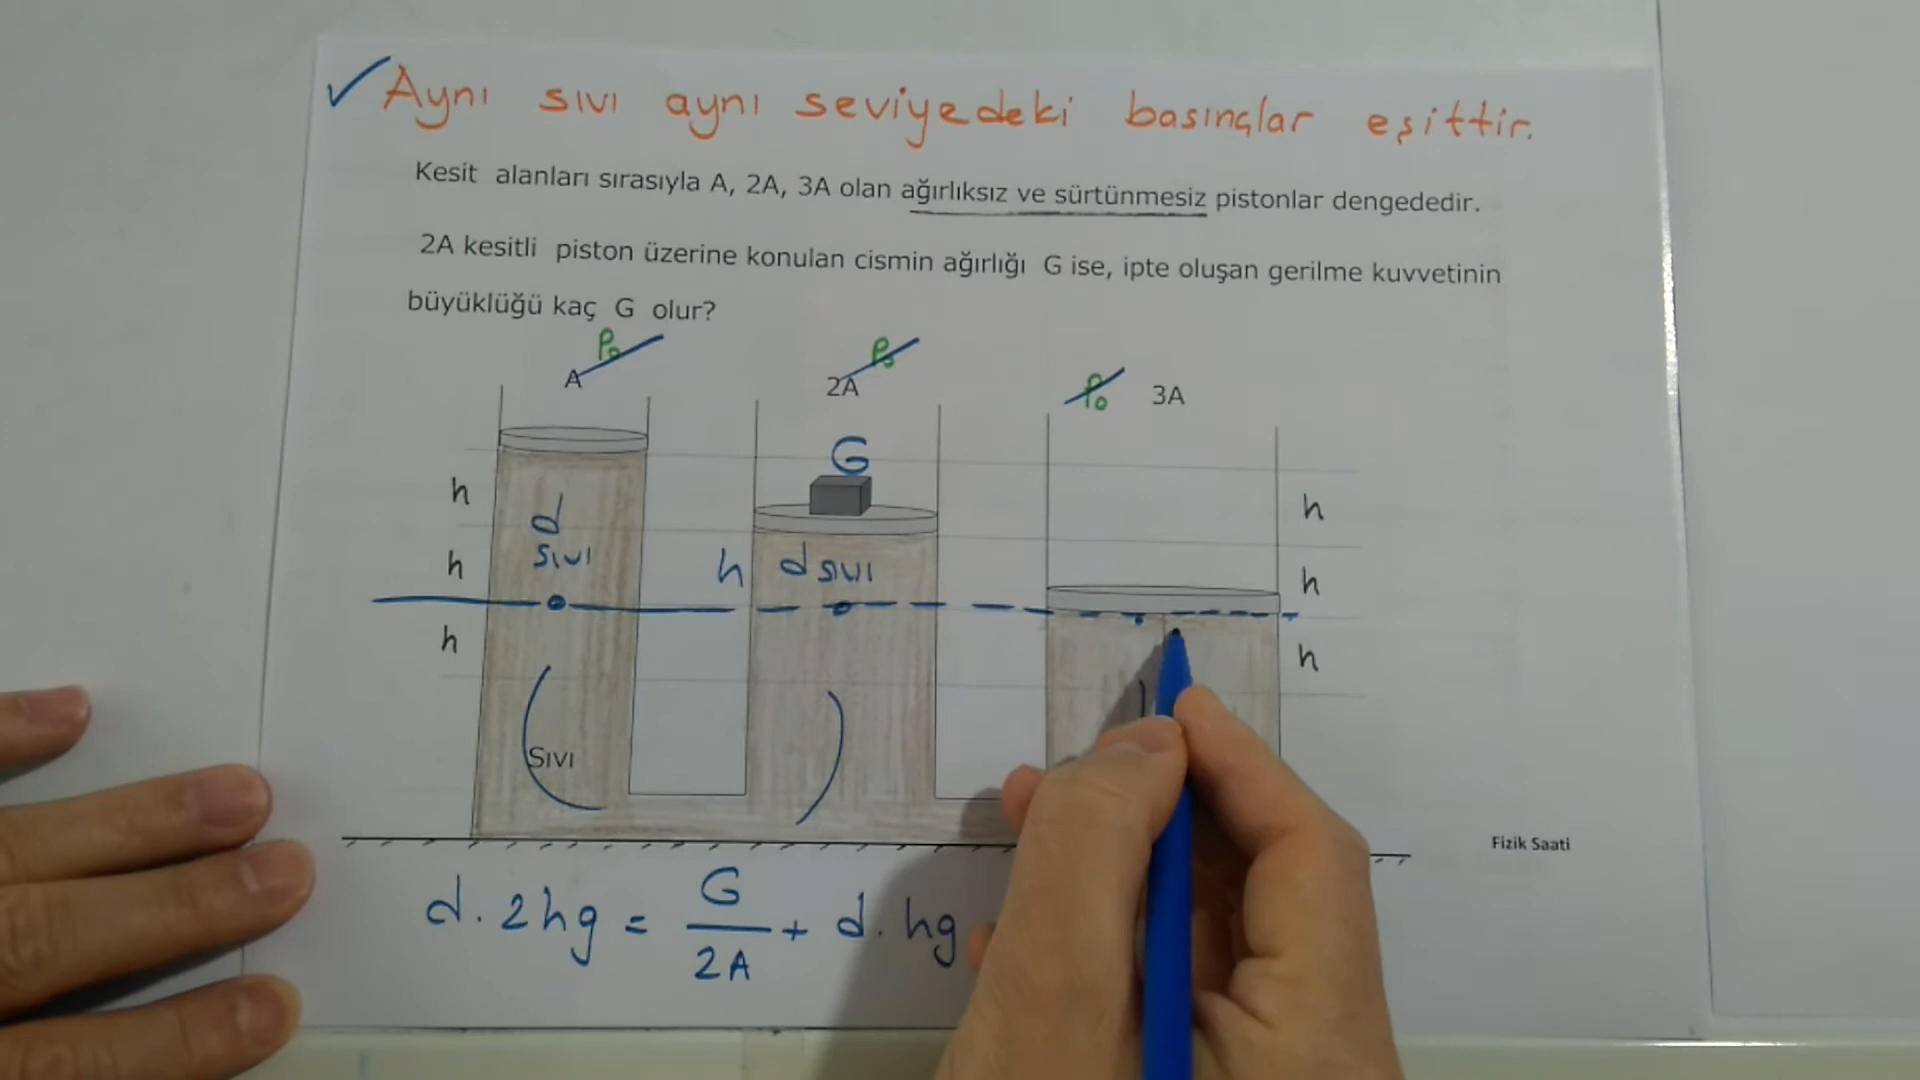 ✓ Aynı sıvı aynı seviyedeki basınçlar eşittir.
Kesit alanları sırasıyla A, 2A, 3A olan ağırlıksız ve sürtünmesiz pistonlar dengededir.
2A kesitli piston üzerine konulan cismin ağırlığı G ise, ipte oluşan gerilme kuvvetinin
büyüklüğü kaç G olur?
P₀ P₀ P₀
A 2A 3A
G
h h
d
sıvı
h h d sıvı h
h h
Sıvı
Fizik Saati
d. 2hg = G/2A + d. hg